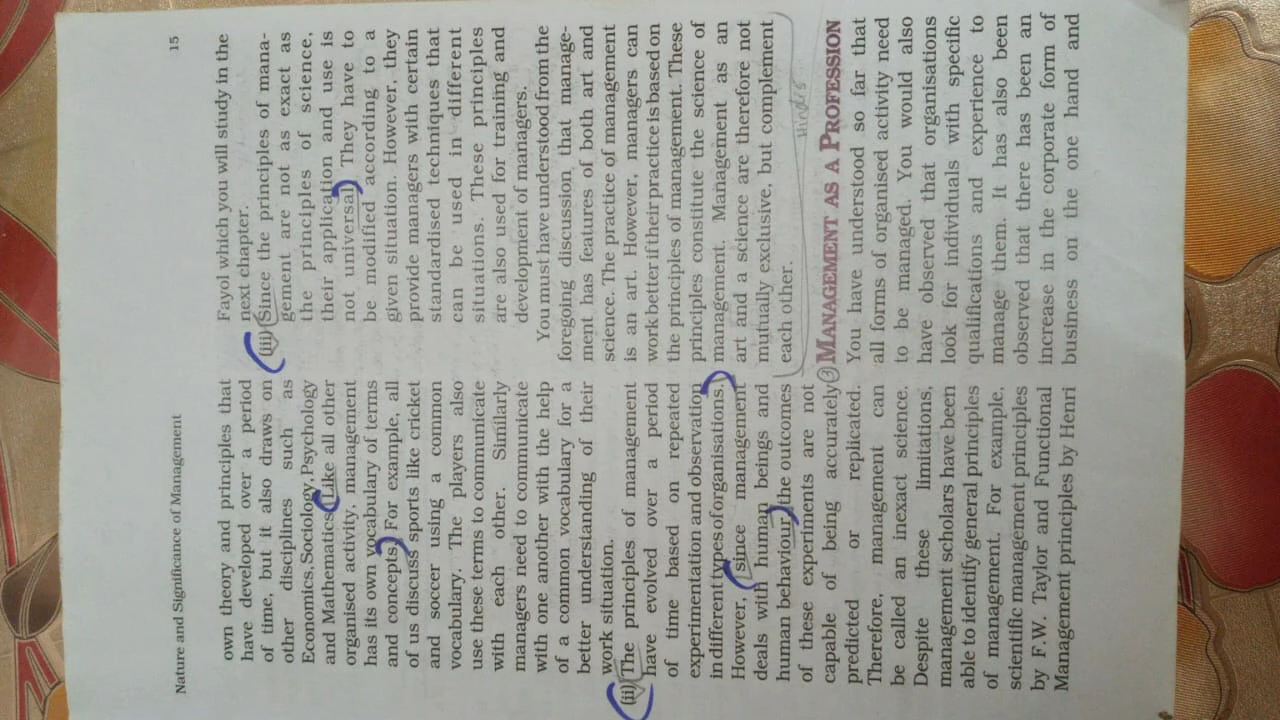 Nature and Significance of Management
15
own theory and principles that
have developed over a period
of time, but it also draws on
other disciplines such as
Economics, Sociology, Psychology
and Mathematics. Like all other
organised activity, management
has its own vocabulary of terms
and concepts. For example, all
of us discuss sports like cricket
and soccer using a common
vocabulary. The players also
use these terms to communicate
with each other. Similarly
managers need to communicate
with one another with the help
of a common vocabulary for a
better understanding of their
work situation.
(ii) The principles of management
have evolved over a period
of time based on repeated
experimentation and observation
in different types of organisations.
However, since management
deals with human beings and
human behaviour, the outcomes
of these experiments are not
capable of being accurately
predicted or replicated.
Therefore, management can
be called an inexact science.
Despite these limitations,
management scholars have been
able to identify general principles
of management. For example,
scientific management principles
by F.W. Taylor and Functional
Management principles by Henri
Fayol which you will study in the
next chapter.
(iii) Since the principles of mana-
gement are not as exact as
the principles of science,
their application and use is
not universal. They have to
be modified according to a
given situation. However, they
provide managers with certain
standardised techniques that
can be used in different
situations. These principles
are also used for training and
development of managers.
You must have understood from the
foregoing discussion, that manage-
ment has features of both art and
science. The practice of management
is an art. However, managers can
work better if their practice is based on
the principles of management. These
principles constitute the science of
management. Management as an
art and a science are therefore not
mutually exclusive, but complement
each other.
③ MANAGEMENT AS A PROFESSION
You have understood so far that
all forms of organised activity need
to be managed. You would also
have observed that organisations
look for individuals with specific
qualifications and experience to
manage them. It has also been
observed that there has been an
increase in the corporate form of
business on the one hand and